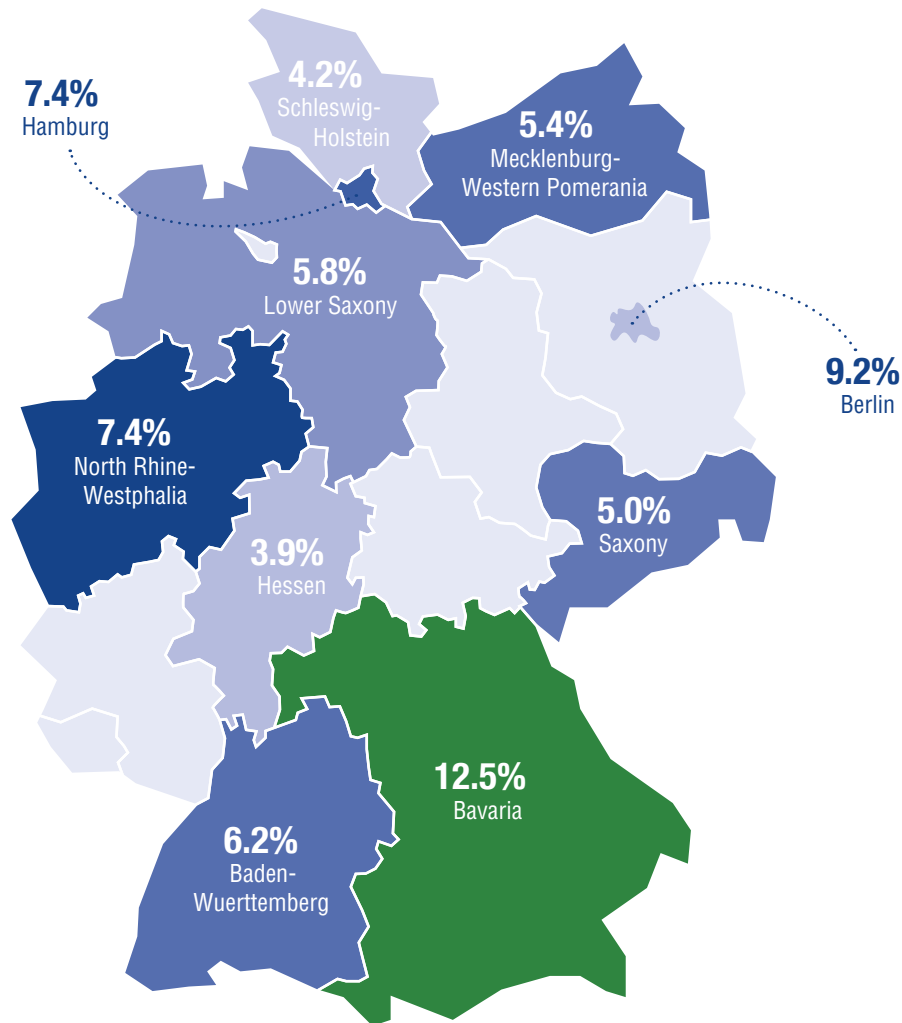 4.2%
Schleswig-
Holstein
7.4%
Hamburg
5.4%
Mecklenburg-
Western Pomerania
5.8%
Lower Saxony
9.2%
Berlin
7.4%
North Rhine-
Westphalia
5.0%
Saxony
3.9%
Hessen
12.5%
Bavaria
6.2%
Baden-
Wuerttemberg